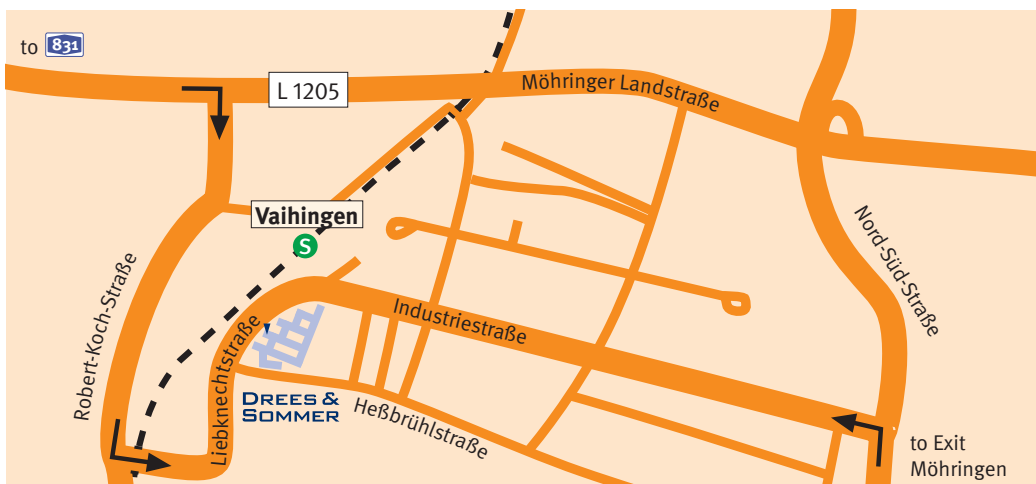 to 831
L 1205
Möhringer Landstraße
Vaihingen
S
Nord-Süd-Straße
Robert-Koch-Straße
Industriestraße
Liebknechtstraße
DREES &
SOMMER
Heßbrühlstraße
to Exit
Möhringen